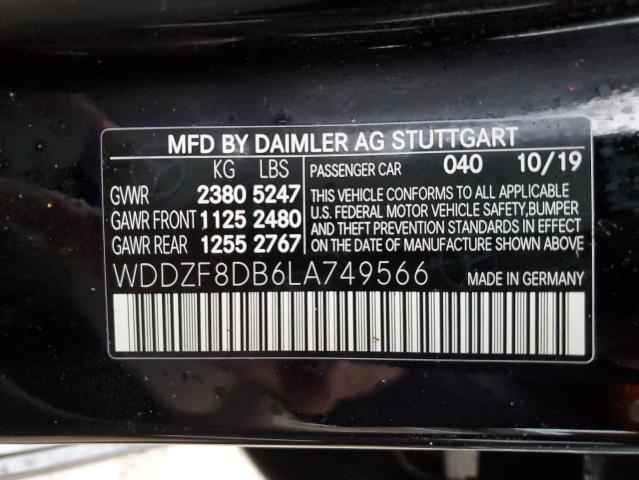 MFD BY DAIMLER AG STUTTGART
KG LBS PASSENGER CAR 040 10/19
GVWR 2380 5247
GAWR FRONT 1125 2480
GAWR REAR 1255 2767
THIS VEHICLE CONFORMS TO ALL APPLICABLE
U.S. FEDERAL MOTOR VEHICLE SAFETY,BUMPER
AND THEFT PREVENTION STANDARDS IN EFFECT
ON THE DATE OF MANUFACTURE SHOWN ABOVE.
WDDZF8DB6LA749566 MADE IN GERMANY